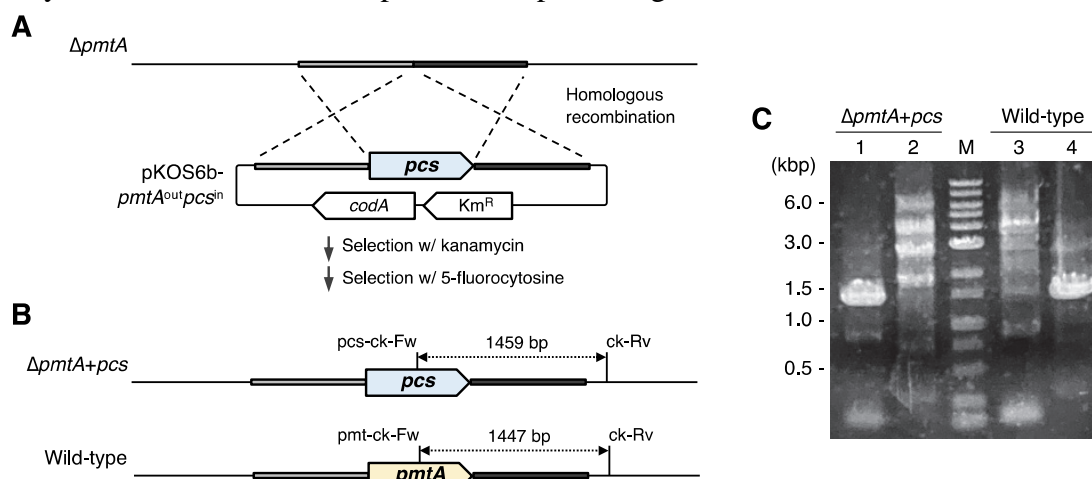 A
ΔpmtA
Homologous
recombination
pcs
pKOS6b-
pmtAᵒᵘᵗpcsⁱⁿ
codA
Kmᴿ
Selection w/ kanamycin
Selection w/ 5-fluorocytosine
B
pcs-ck-Fw
1459 bp
ck-Rv
ΔpmtA+pcs
pcs
pmt-ck-Fw
1447 bp
ck-Rv
Wild-type
pmtA
C
ΔpmtA+pcs
Wild-type
1 2 M 3 4
(kbp)
6.0 -
3.0 -
1.5 -
1.0 -
0.5 -